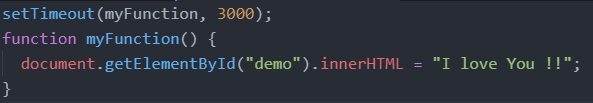 setTimeout(myFunction, 3000);
function myFunction() {
  document.getElementById("demo").innerHTML = "I love You !!";
}